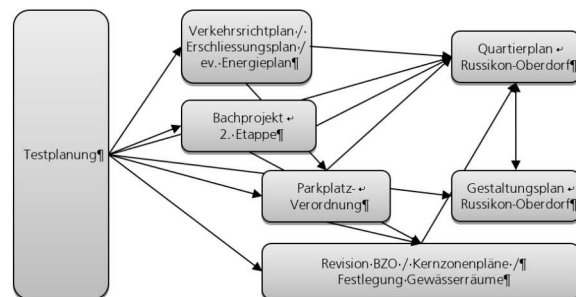 Verkehrsrichtplan·/·
Erschliessungsplan·/
ev.·Energieplan¶
Quartierplan·↵
Russikon-Oberdorf¶
Bachprojekt·↵
2.·Etappe¶
Testplanung¶
Parkplatz-↵
Verordnung¶
Gestaltungsplan·↵
Russikon-Oberdorf¶
Revision·BZO·/·Kernzonenpläne·/¶
Festlegung·Gewässerräume¶